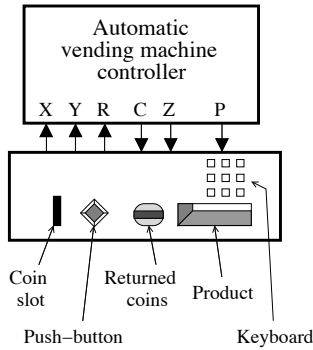 Automatic
vending machine
controller
X Y R C Z P
Coin
slot
Returned
coins
Product
Push−button
Keyboard